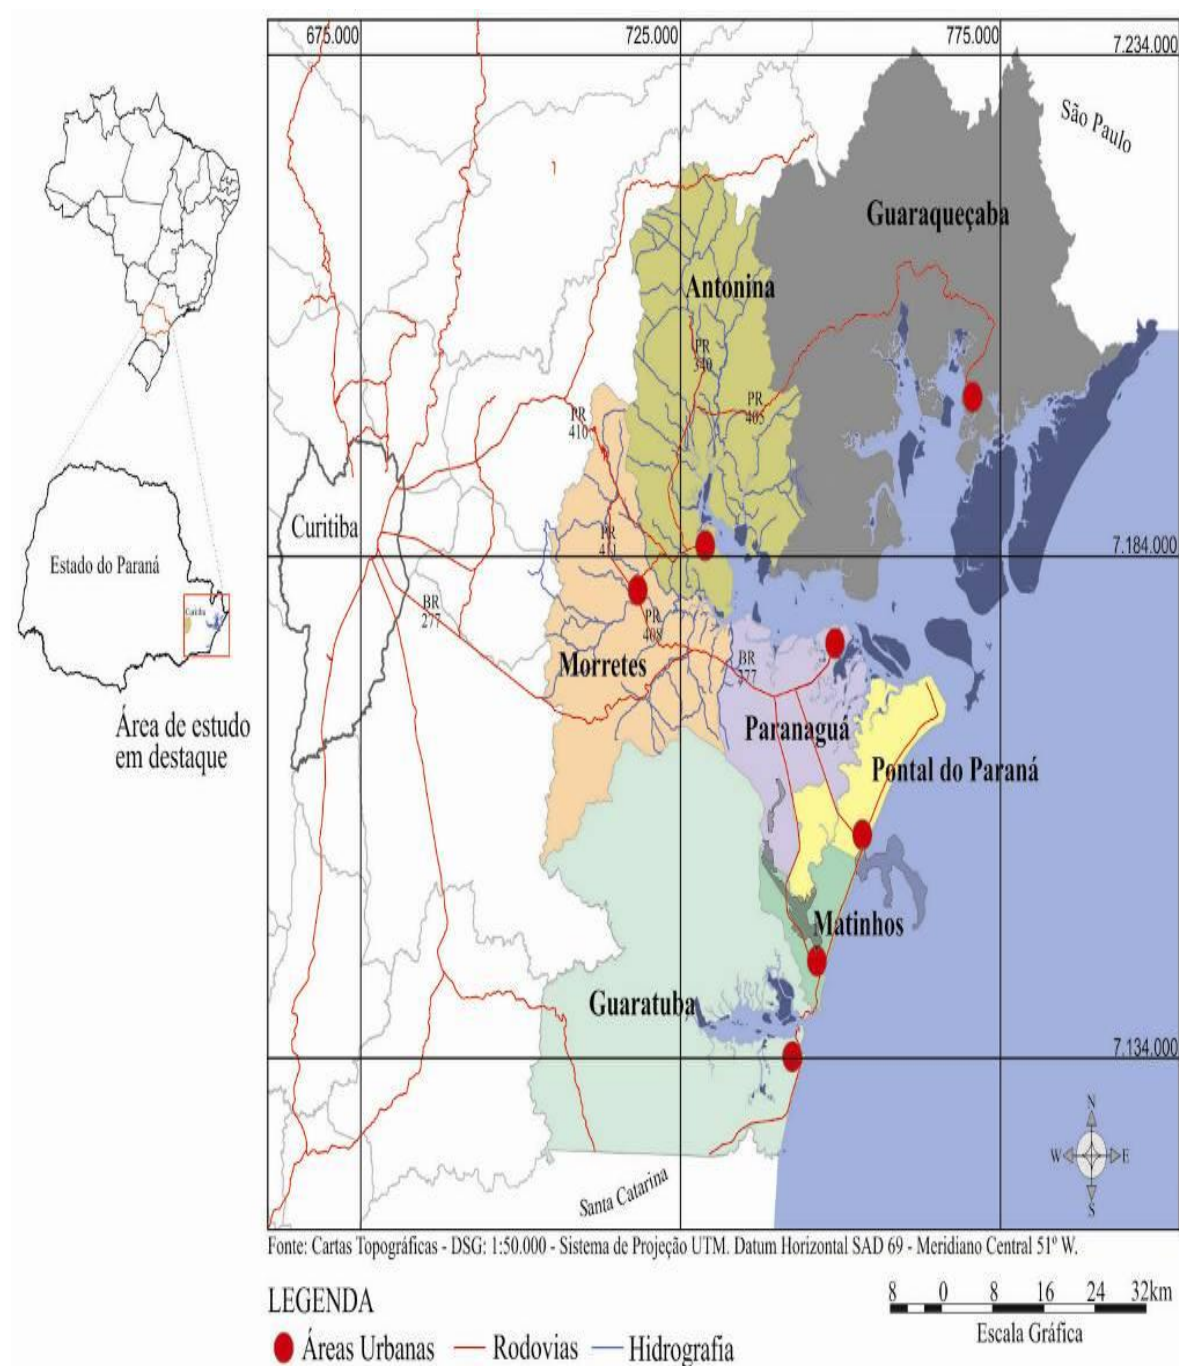 675.000
725.000
775.000
7.234.000
São Paulo
Guaraqueçaba
Antonina
PR
340
PR
405
PR
410
Curitiba
PR
411
7.184.000
Estado do Paraná
BR
277
PR
408
Curitiba
Morretes
BR
277
Paranaguá
Área de estudo
em destaque
Pontal do Paraná
Matinhos
Guaratuba
7.134.000
N
W
E
S
Santa Catarina
Fonte: Cartas Topográficas - DSG: 1:50.000 - Sistema de Projeção UTM. Datum Horizontal SAD 69 - Meridiano Central 51º W.
LEGENDA
8 0 8 16 24 32km
Escala Gráfica
Áreas Urbanas
Rodovias
Hidrografia